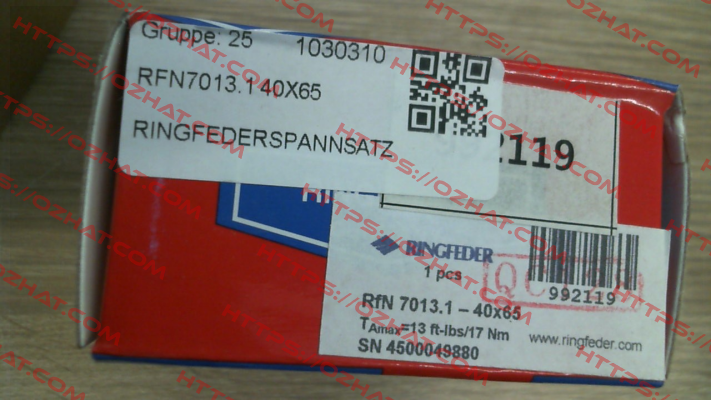 Gruppe: 25 1030310
RFN7013.1 40X65
RINGFEDERSPANNSATZ
2119
RINGFEDER
1 pcs
992119
RfN 7013.1 – 40x65
TAmax=13 ft-lbs/17 Nm
www.ringfeder.com
SN 4500049880
HTTPS://OZHAT.COM